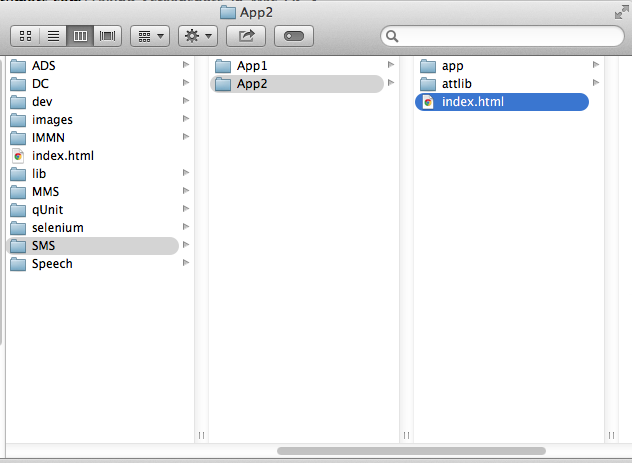 App2
ADS
DC
dev
images
IMMN
index.html
lib
MMS
qUnit
selenium
SMS
Speech
App1
App2
app
attlib
index.html